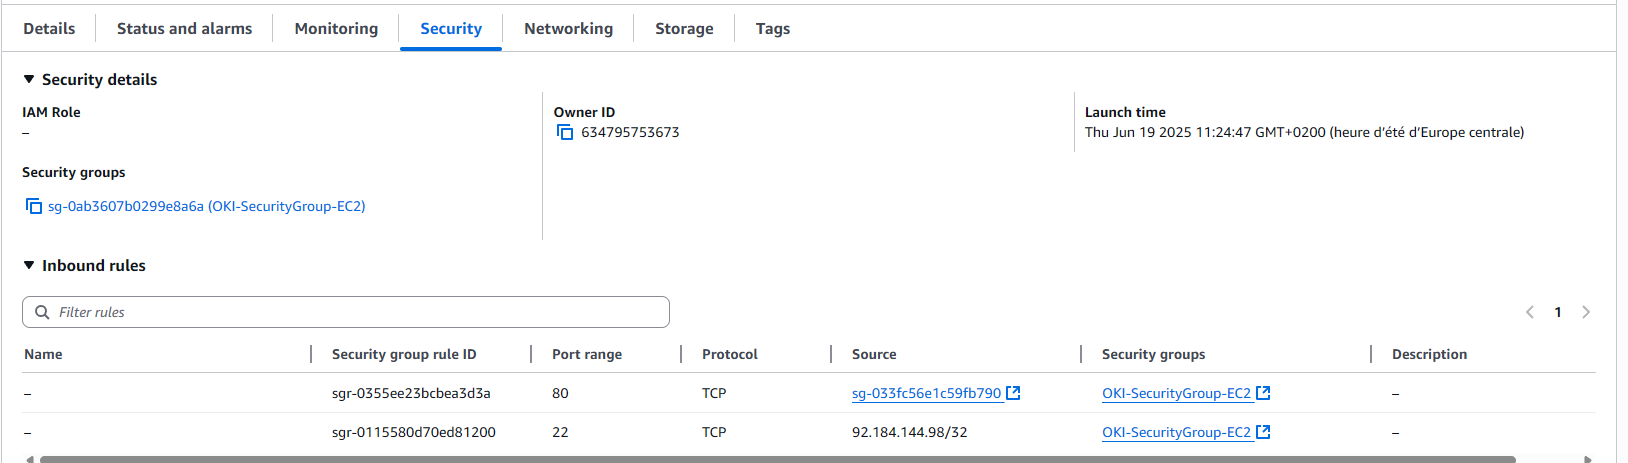 Details Status and alarms Monitoring Security Networking Storage Tags
Security details
IAM Role
–
Owner ID
634795753673
Launch time
Thu Jun 19 2025 11:24:47 GMT+0200 (heure d’été d’Europe centrale)
Security groups
sg-0ab3607b0299e8a6a (OKI-SecurityGroup-EC2)
Inbound rules
Filter rules
1
Name Security group rule ID Port range Protocol Source Security groups Description
– sgr-0355ee23bcbea3d3a 80 TCP sg-033fc56e1c59fb790 OKI-SecurityGroup-EC2 –
– sgr-0115580d70ed81200 22 TCP 92.184.144.98/32 OKI-SecurityGroup-EC2 –